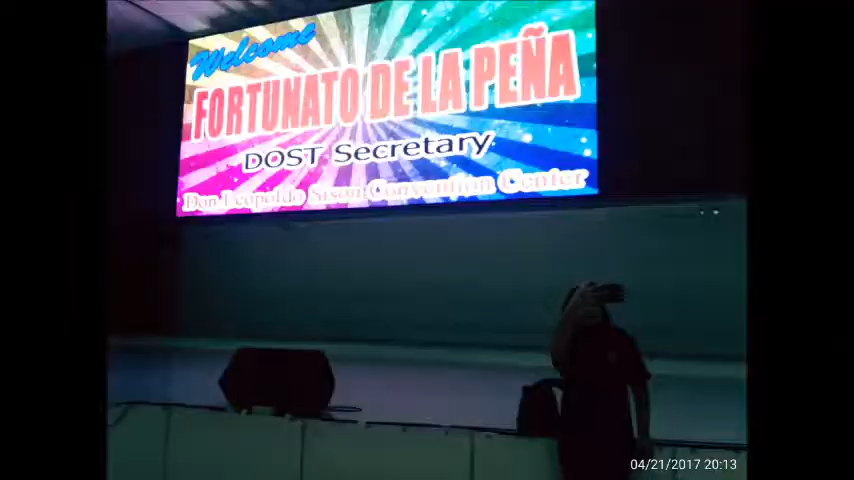 Welcome
FORTUNATO DE LA PEÑA
DOST Secretary
Don Leopoldo Sison Convention Center
04/21/2017 20:13